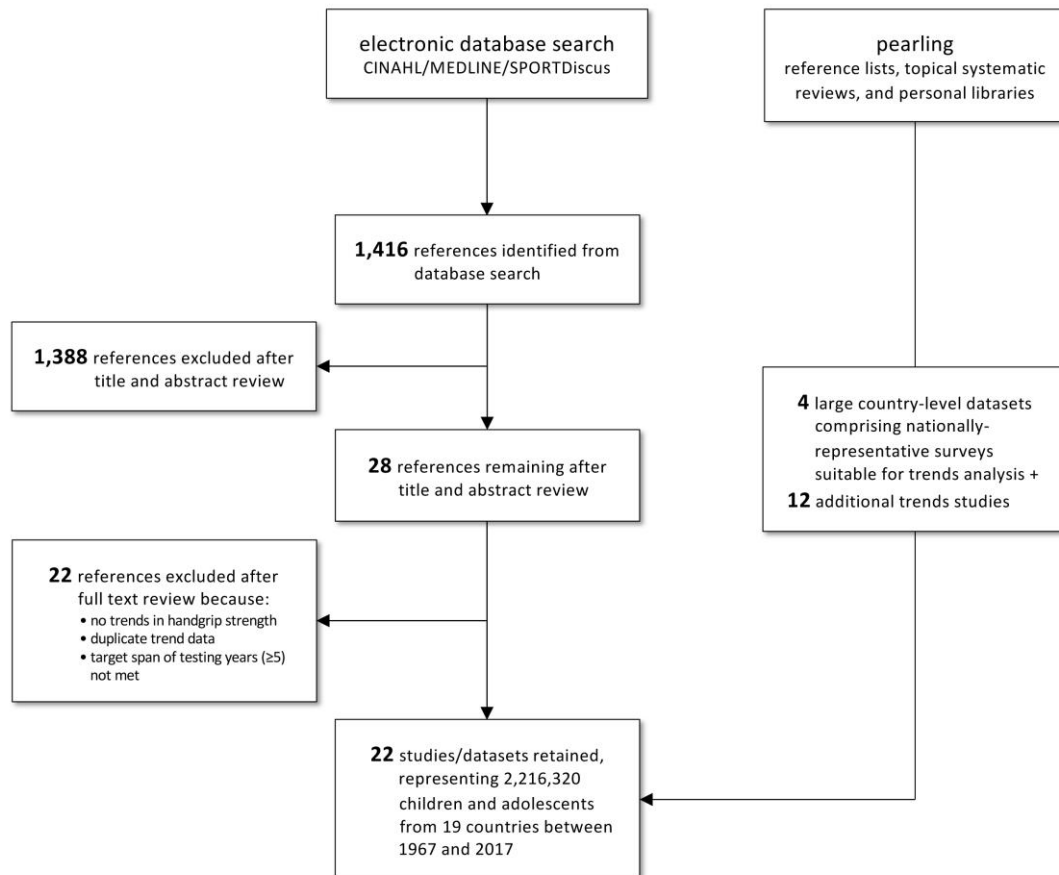 electronic database search
CINAHL/MEDLINE/SPORTDiscus
pearling
reference lists, topical systematic
reviews, and personal libraries
1,416 references identified from
database search
1,388 references excluded after
title and abstract review
28 references remaining after
title and abstract review
4 large country-level datasets
comprising nationally-
representative surveys
suitable for trends analysis +
12 additional trends studies
22 references excluded after
full text review because:
• no trends in handgrip strength
• duplicate trend data
• target span of testing years (≥5)
not met
22 studies/datasets retained,
representing 2,216,320
children and adolescents
from 19 countries between
1967 and 2017